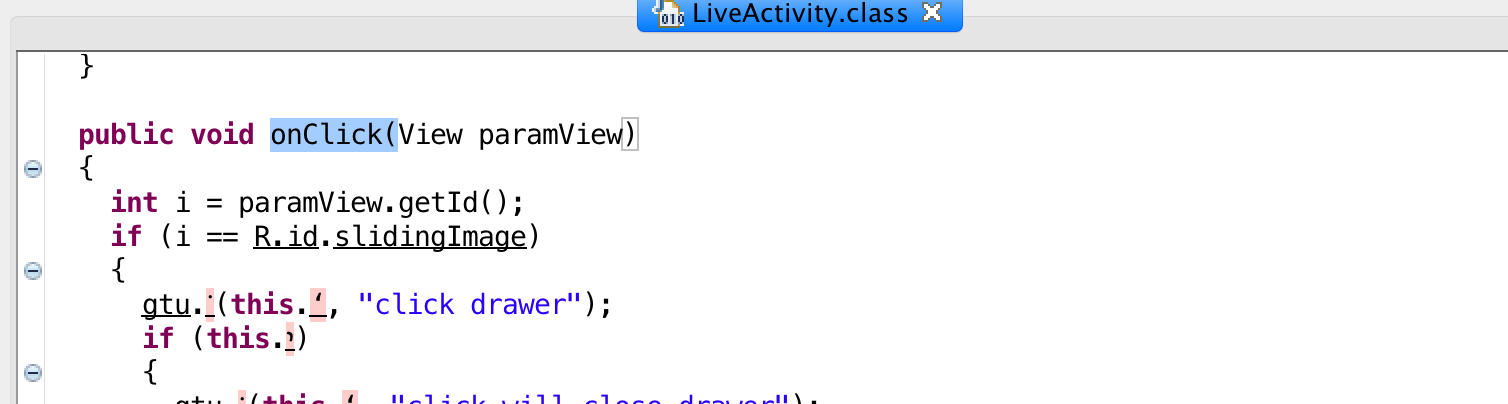 LiveActivity.class
}
public void onClick(View paramView)
{
int i = paramView.getId();
if (i == R.id.slidingImage)
{
gtu.(this.ʻ, "click drawer");
if (this.)
{
gtu.(this.ʻ, "click will close drawer");